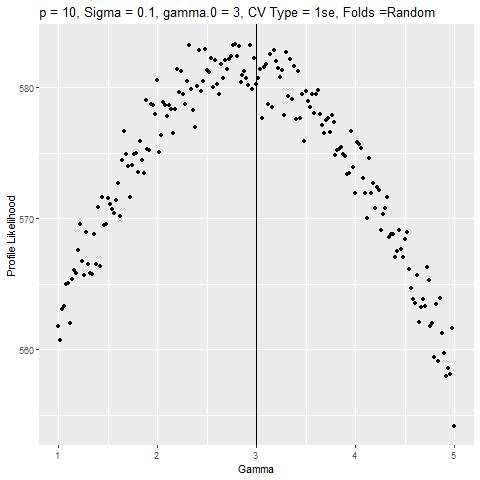 p = 10, Sigma = 0.1, gamma.0 = 3, CV Type = 1se, Folds =Random
580
570
560
Profile Likelihood
1 2 3 4 5
Gamma